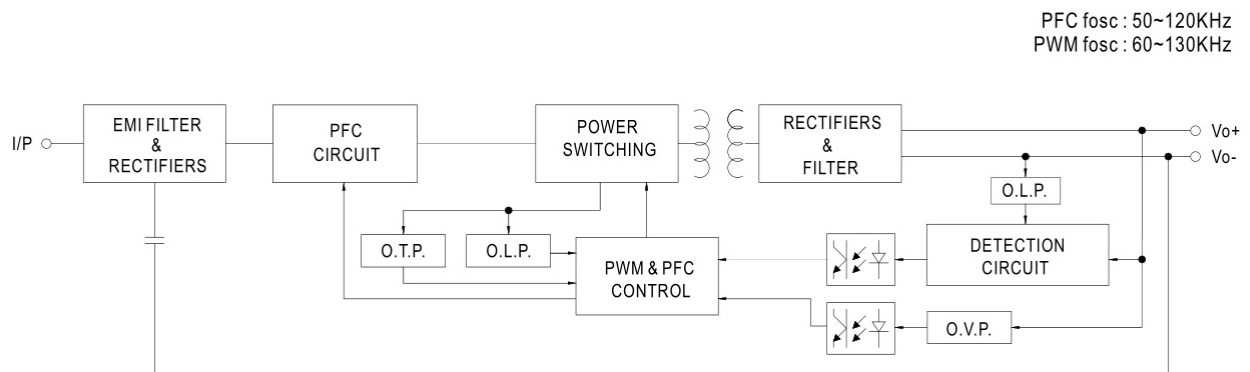 PFC fosc : 50~120KHz
PWM fosc : 60~130KHz
I/P
EMI FILTER
&
RECTIFIERS
PFC
CIRCUIT
POWER
SWITCHING
RECTIFIERS
&
FILTER
Vo+
Vo-
O.L.P.
O.T.P.
O.L.P.
PWM & PFC
CONTROL
DETECTION
CIRCUIT
O.V.P.